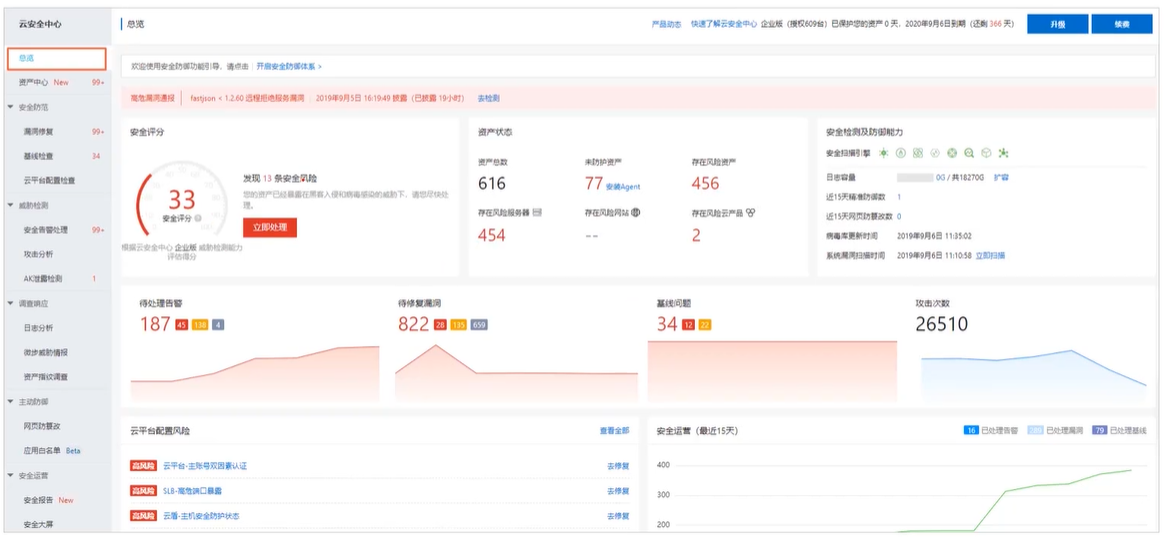 云安全中心
总览
产品动态 快速了解云安全中心 企业版（授权609台）已保护您的资产 0 天，2020年9月6日到期（还剩 366 天）
升级
续费
总览
资产中心 New 99+
安全防范
漏洞修复 99+
基线检查 34
云平台配置检查
威胁检测
安全告警处理 99+
攻击分析
AK泄露检测 1
调查响应
日志分析
微步威胁情报
资产指纹调查
主动防御
网页防篡改
应用白名单 Beta
安全运营
安全报告 New
安全大屏
欢迎使用安全防御功能引导，请点击：开启安全防御体系 >
高危漏洞通报 fastjson < 1.2.60 远程拒绝服务漏洞 2019年9月5日 16:19:49 披露（已披露 19小时） 去检测
安全评分
33
安全评分
根据云安全中心 企业版 威胁检测能力
评估得分
发现 13 条安全风险
您的资产已经暴露在黑客入侵和病毒感染的威胁下，请您尽快处
理。
立即处理
资产状态
资产总数 未防护资产 存在风险资产
616 77 安装Agent 456
存在风险服务器 存在风险网站 存在风险云产品
454 -- 2
安全检测及防御能力
安全扫描引擎
日志容量 0G / 共18270G 扩容
近15天精准防御数 1
近15天网页防篡改数 0
病毒库更新时间 2019年9月6日 11:35:02
系统漏洞扫描时间 2019年9月6日 11:10:58 立即扫描
待处理告警
187 45 138 4
待修复漏洞
822 28 135 659
基线问题
34 12 22
攻击次数
26510
云平台配置风险 查看全部
高风险 云平台-主账号双因素认证 去修复
高风险 SLB-高危端口暴露 去修复
高风险 云盾-主机安全防护状态 去修复
安全运营（最近15天）
16 已处理告警 已处理漏洞 79 已处理基线
400
300
200